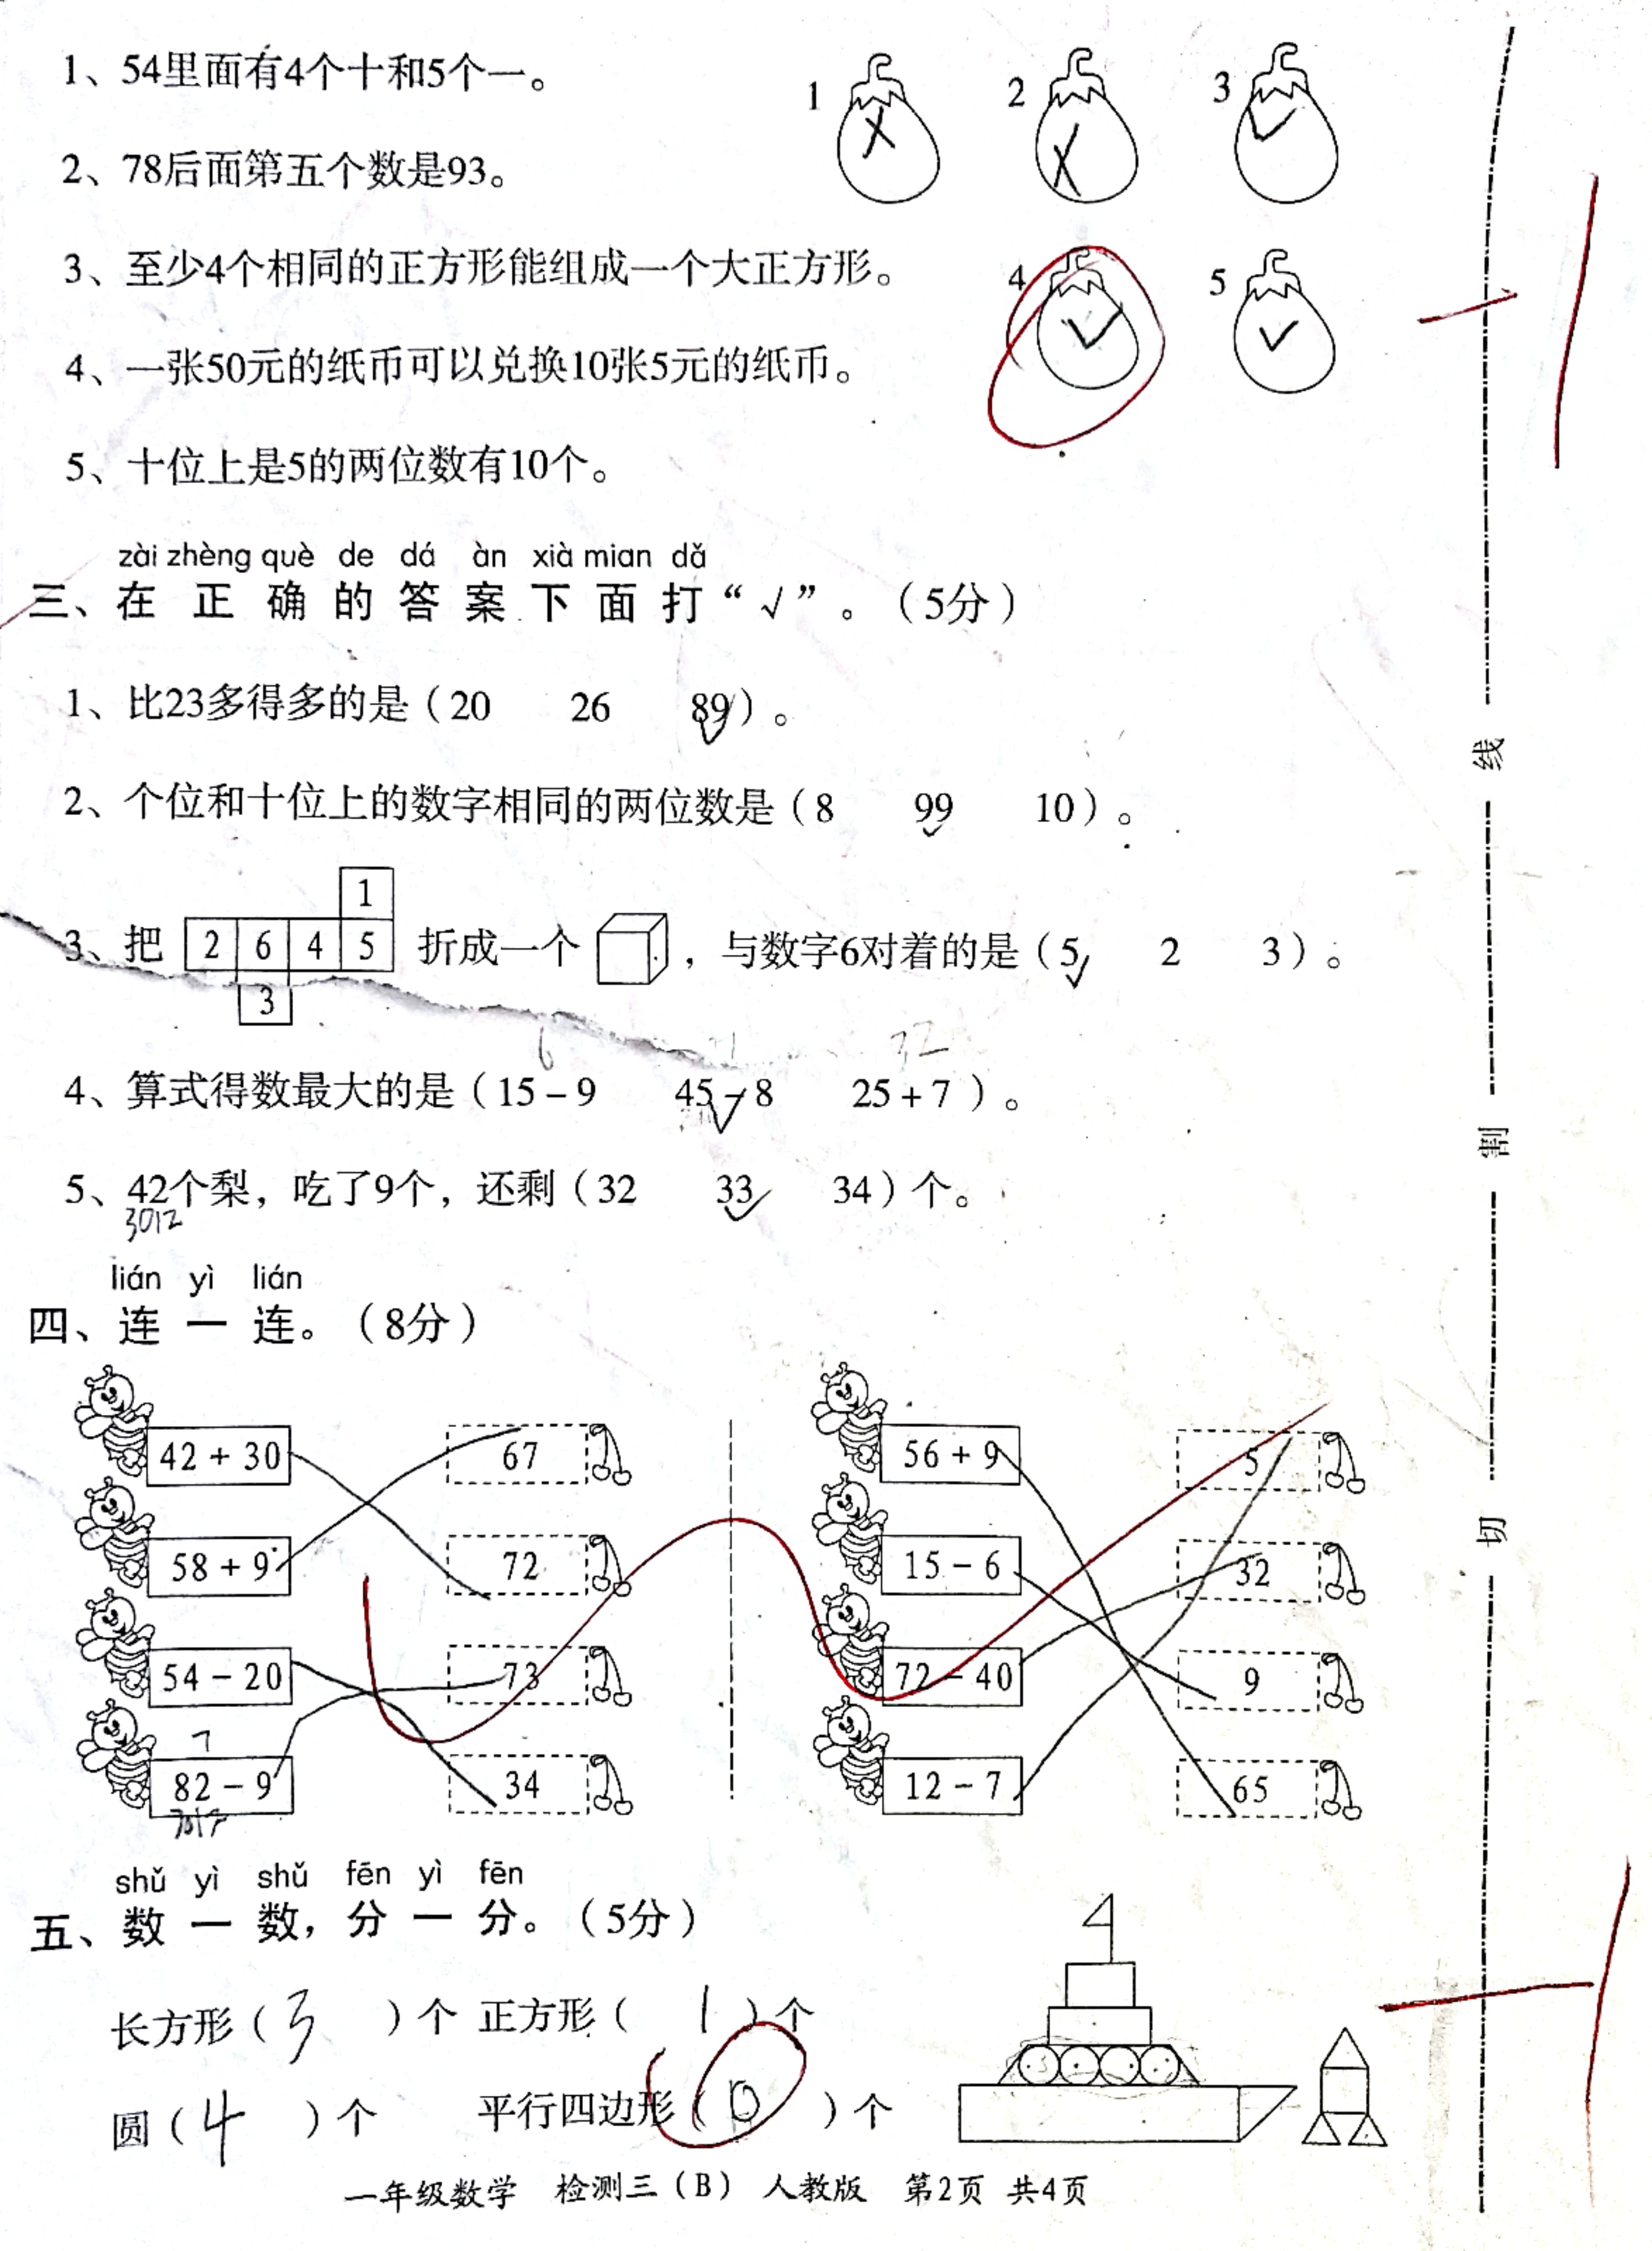 1、54里面有4个十和5个一。 1 × 2 × 3 ✓
2、78后面第五个数是93。
3、至少4个相同的正方形能组成一个大正方形。 4 ✓ 5 ✓
4、一张50元的纸币可以兑换10张5元的纸币。
5、十位上是5的两位数有10个。
-1
zài zhèng què de dá àn xià mian dǎ
三、在正确的答案下面打“√”。(5分)
1、比23多得多的是(20 26 89✓)。
2、个位和十位上的数字相同的两位数是(8 99✓ 10)。
1
3、把 2 6 4 5 折成一个 ,与数字6对着的是(5✓ 2 3)。
3
6 32
4、算式得数最大的是(15-9 45-8✓ 25+7)。
5、42个梨,吃了9个,还剩(32 33✓ 34)个。
3012
lián yì lián
四、连一连。(8分)
42+30 67 56+9 5
58+9 72 15-6 32
54-20 73 72-40 9
7
82-9 34 12-7 65
shǔ yì shǔ fēn yì fēn
五、数一数,分一分。(5分)
长方形(3)个 正方形(1)个
圆(4)个 平行四边形(0)个
-1
一年级数学 检测三(B) 人教版 第2页 共4页
线
割
切